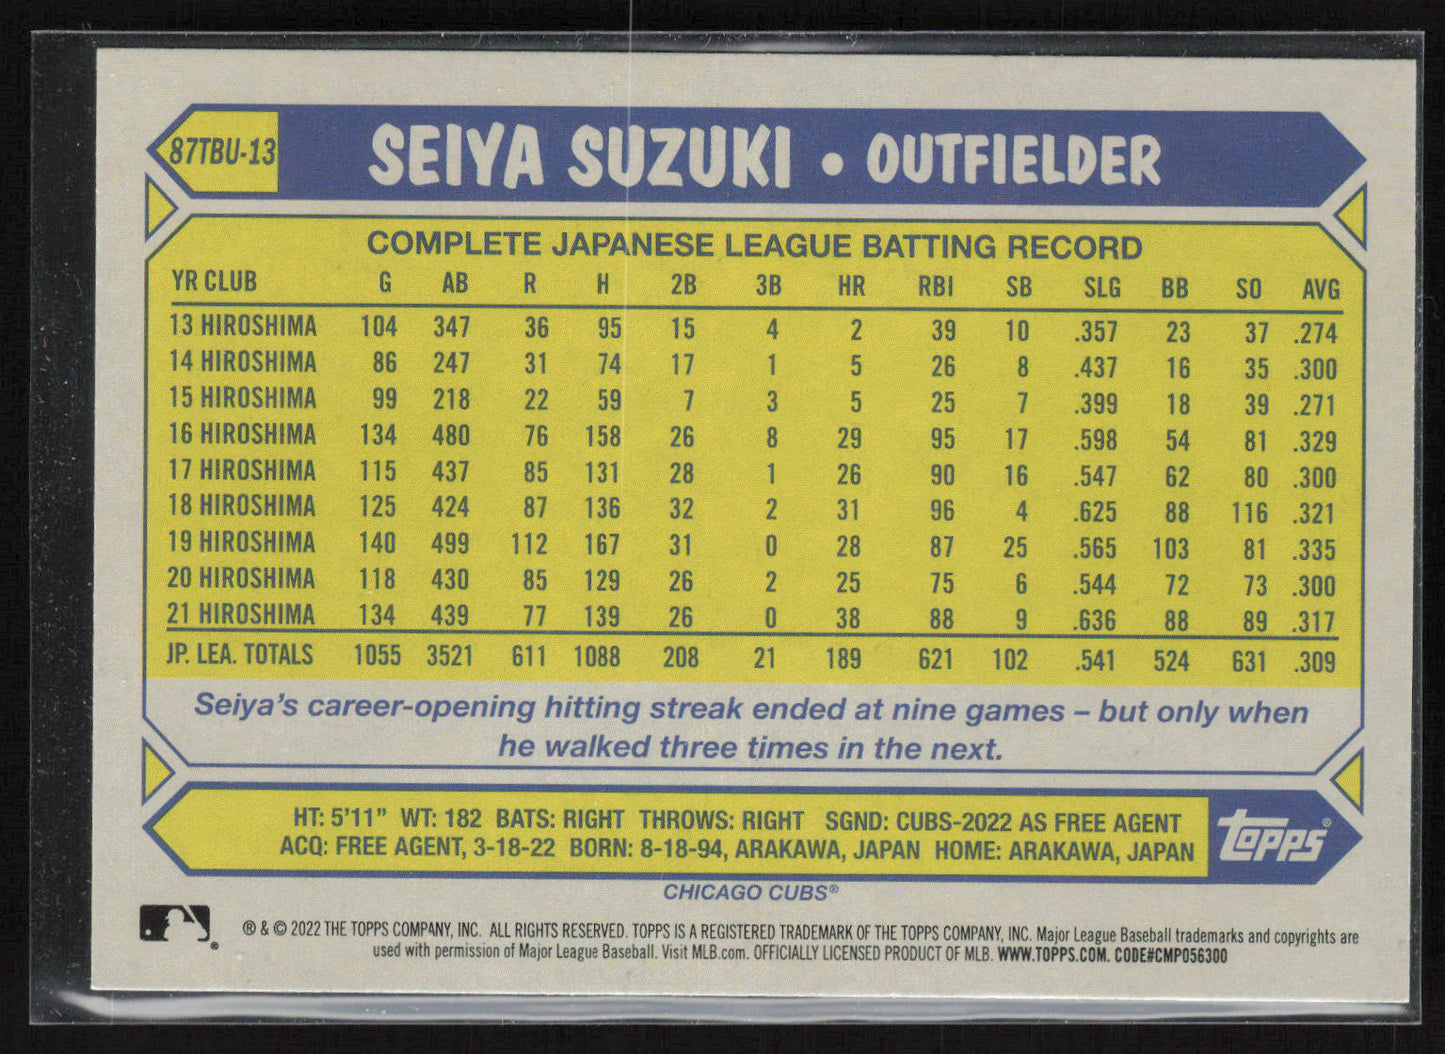 87TBU-13 SEIYA SUZUKI • OUTFIELDER
COMPLETE JAPANESE LEAGUE BATTING RECORD
YR CLUB G AB R H 2B 3B HR RBI SB SLG BB SO AVG
13 HIROSHIMA 104 347 36 95 15 4 2 39 10 .357 23 37 .274
14 HIROSHIMA 86 247 31 74 17 1 5 26 8 .437 16 35 .300
15 HIROSHIMA 99 218 22 59 7 3 5 25 7 .399 18 39 .271
16 HIROSHIMA 134 480 76 158 26 8 29 95 17 .598 54 81 .329
17 HIROSHIMA 115 437 85 131 28 1 26 90 16 .547 62 80 .300
18 HIROSHIMA 125 424 87 136 32 2 31 96 4 .625 88 116 .321
19 HIROSHIMA 140 499 112 167 31 0 28 87 25 .565 103 81 .335
20 HIROSHIMA 118 430 85 129 26 2 25 75 6 .544 72 73 .300
21 HIROSHIMA 134 439 77 139 26 0 38 88 9 .636 88 89 .317
JP. LEA. TOTALS 1055 3521 611 1088 208 21 189 621 102 .541 524 631 .309
Seiya's career-opening hitting streak ended at nine games – but only when
he walked three times in the next.
HT: 5'11" WT: 182 BATS: RIGHT THROWS: RIGHT SGND: CUBS-2022 AS FREE AGENT
ACQ: FREE AGENT, 3-18-22 BORN: 8-18-94, ARAKAWA, JAPAN HOME: ARAKAWA, JAPAN
topps®
CHICAGO CUBS®
® & © 2022 THE TOPPS COMPANY, INC. ALL RIGHTS RESERVED. TOPPS IS A REGISTERED TRADEMARK OF THE TOPPS COMPANY, INC. Major League Baseball trademarks and copyrights are
used with permission of Major League Baseball. Visit MLB.com. OFFICIALLY LICENSED PRODUCT OF MLB. WWW.TOPPS.COM. CODE#CMP056300